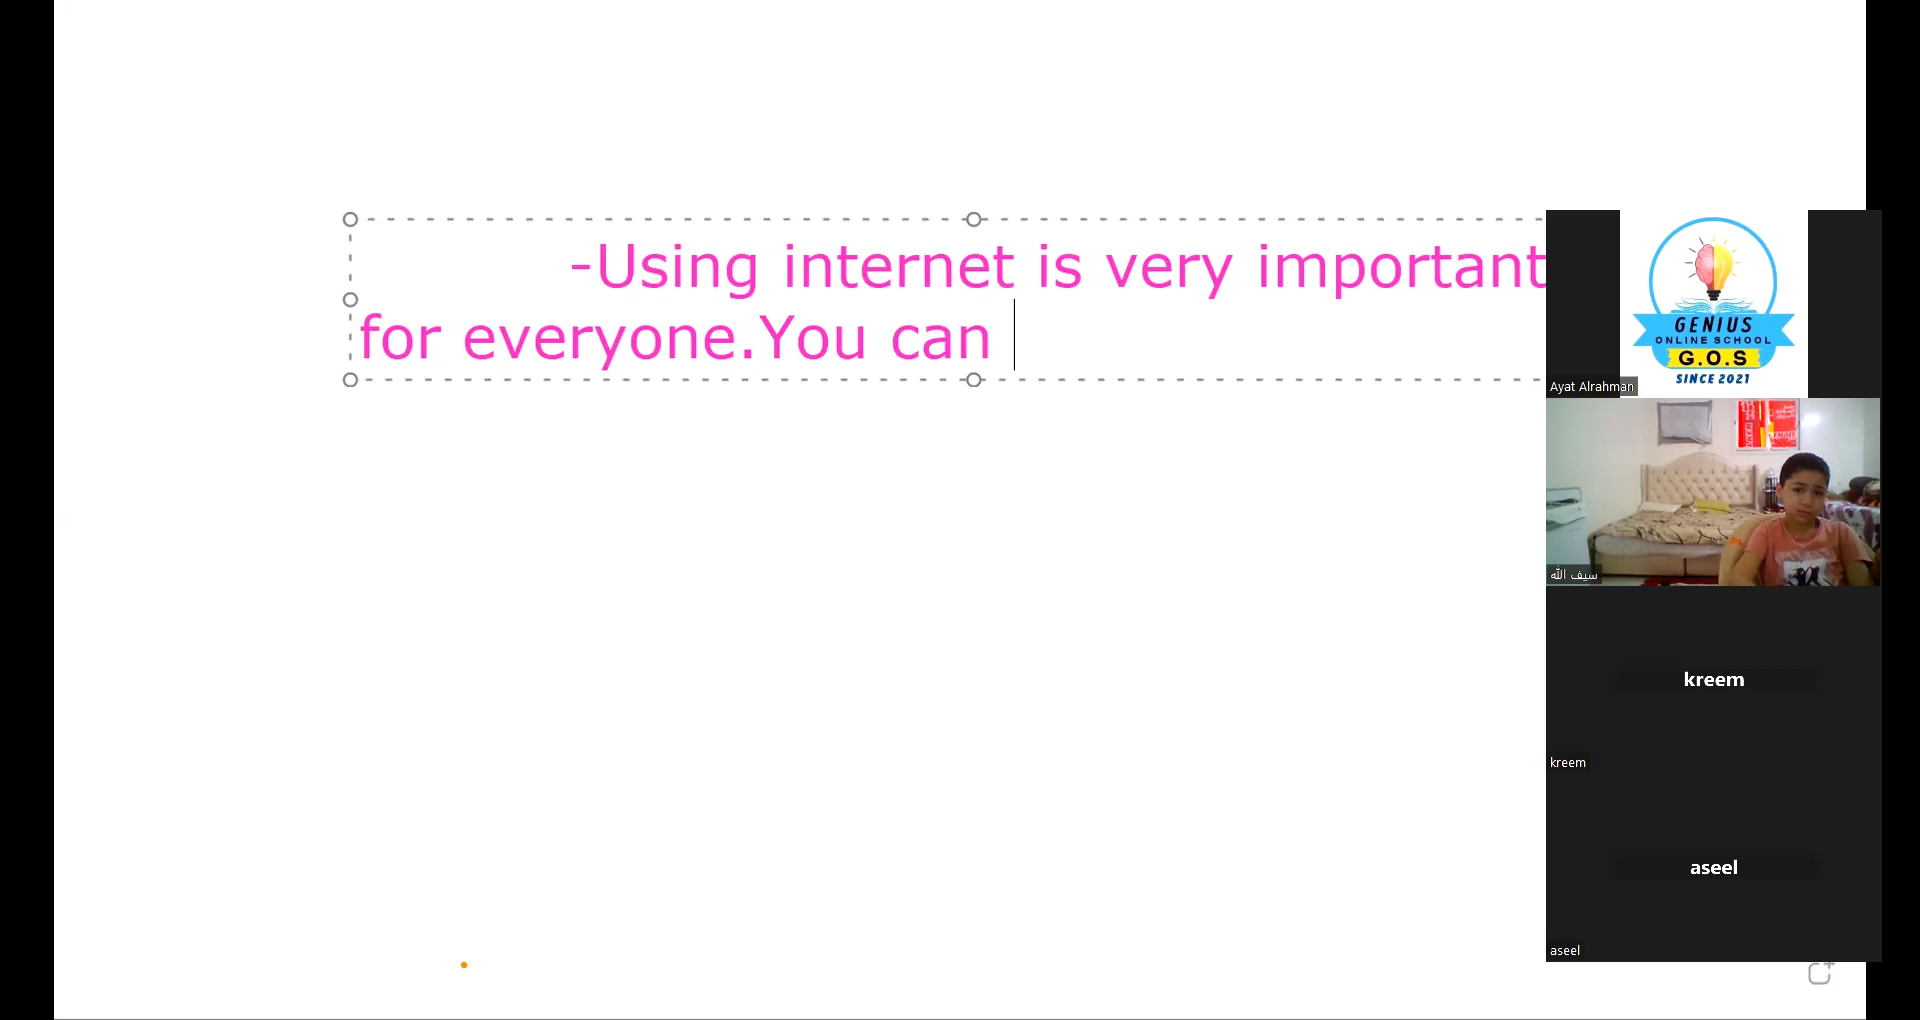 -Using internet is very important
for everyone.You can
GENIUS
ONLINE SCHOOL
G.O.S
SINCE 2021
Ayat Alrahman
سيف الله
kreem
kreem
aseel
aseel